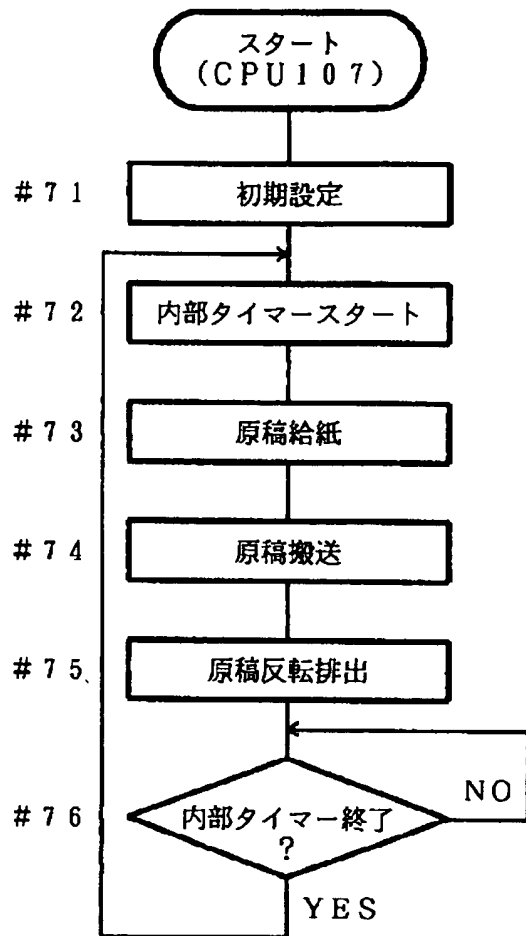 スタート
(CPU107)
#71 初期設定
#72 内部タイマースタート
#73 原稿給紙
#74 原稿搬送
#75 原稿反転排出
#76 内部タイマー終了
?
NO
YES